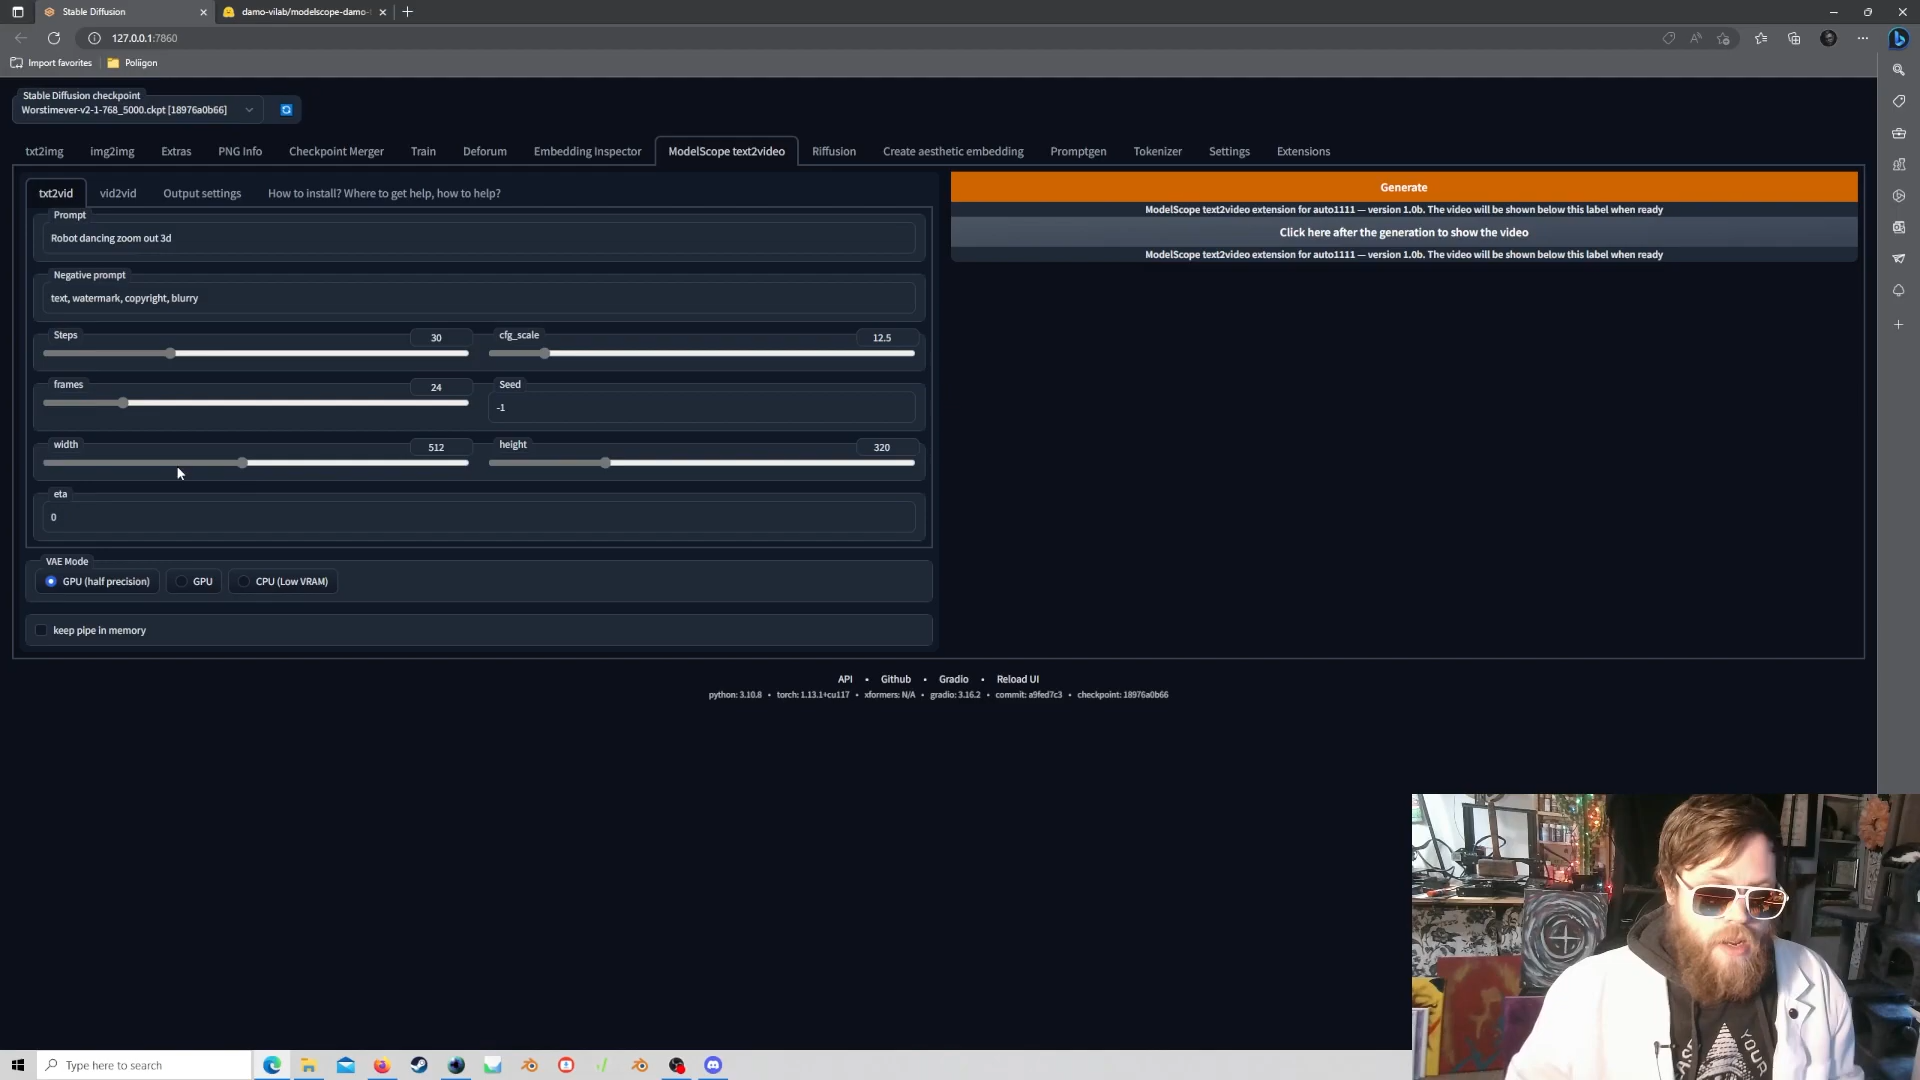 Stable Diffusion
damo-vilab/modelscope-damo-
127.0.0.1:7860
Import favorites
Poliigon
Stable Diffusion checkpoint
Worstimever-v2-1-768_5000.ckpt [18976a0b66]
txt2img
img2img
Extras
PNG Info
Checkpoint Merger
Train
Deforum
Embedding Inspector
ModelScope text2video
Riffusion
Create aesthetic embedding
Promptgen
Tokenizer
Settings
Extensions
txt2vid
vid2vid
Output settings
How to install? Where to get help, how to help?
Prompt
Robot dancing zoom out 3d
Negative prompt
text, watermark, copyright, blurry
Steps
30
cfg_scale
12.5
frames
24
Seed
-1
width
512
height
320
eta
0
VAE Mode
GPU (half precision)
GPU
CPU (Low VRAM)
keep pipe in memory
Generate
ModelScope text2video extension for auto1111 — version 1.0b. The video will be shown below this label when ready
Click here after the generation to show the video
ModelScope text2video extension for auto1111 — version 1.0b. The video will be shown below this label when ready
API • Github • Gradio • Reload UI
python: 3.10.8 • torch: 1.13.1+cu117 • xformers: N/A • gradio: 3.16.2 • commit: a9fed7c3 • checkpoint: 18976a0b66
YOUR
Type here to search